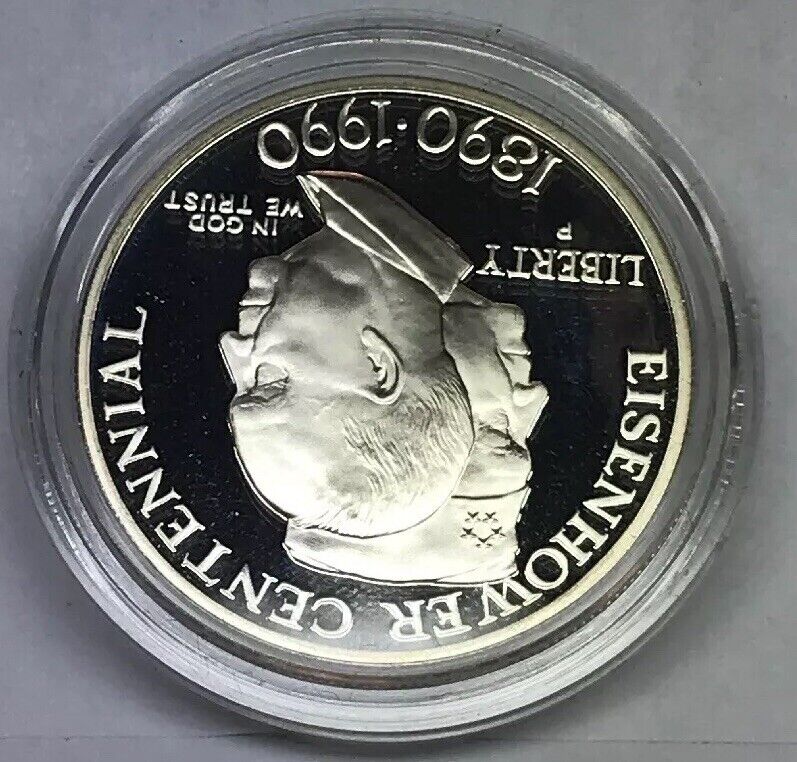 EISENHOWER CENTENNIAL
LIBERTY
P
IN GOD
WE TRUST
1890·1990